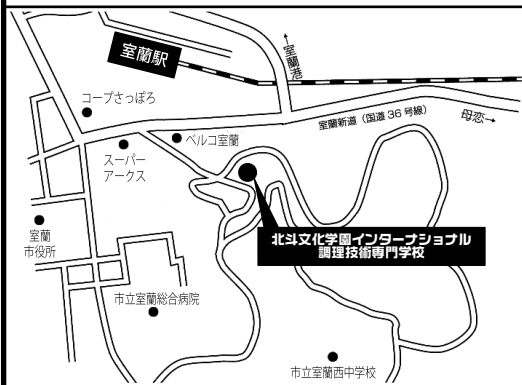 室蘭駅
←室蘭港
コープさっぽろ
室蘭新道（国道36号線）
母恋→
ベルコ室蘭
スーパー
アークス
室蘭
市役所
北斗文化学園インターナショナル
調理技術専門学校
市立室蘭総合病院
市立室蘭西中学校